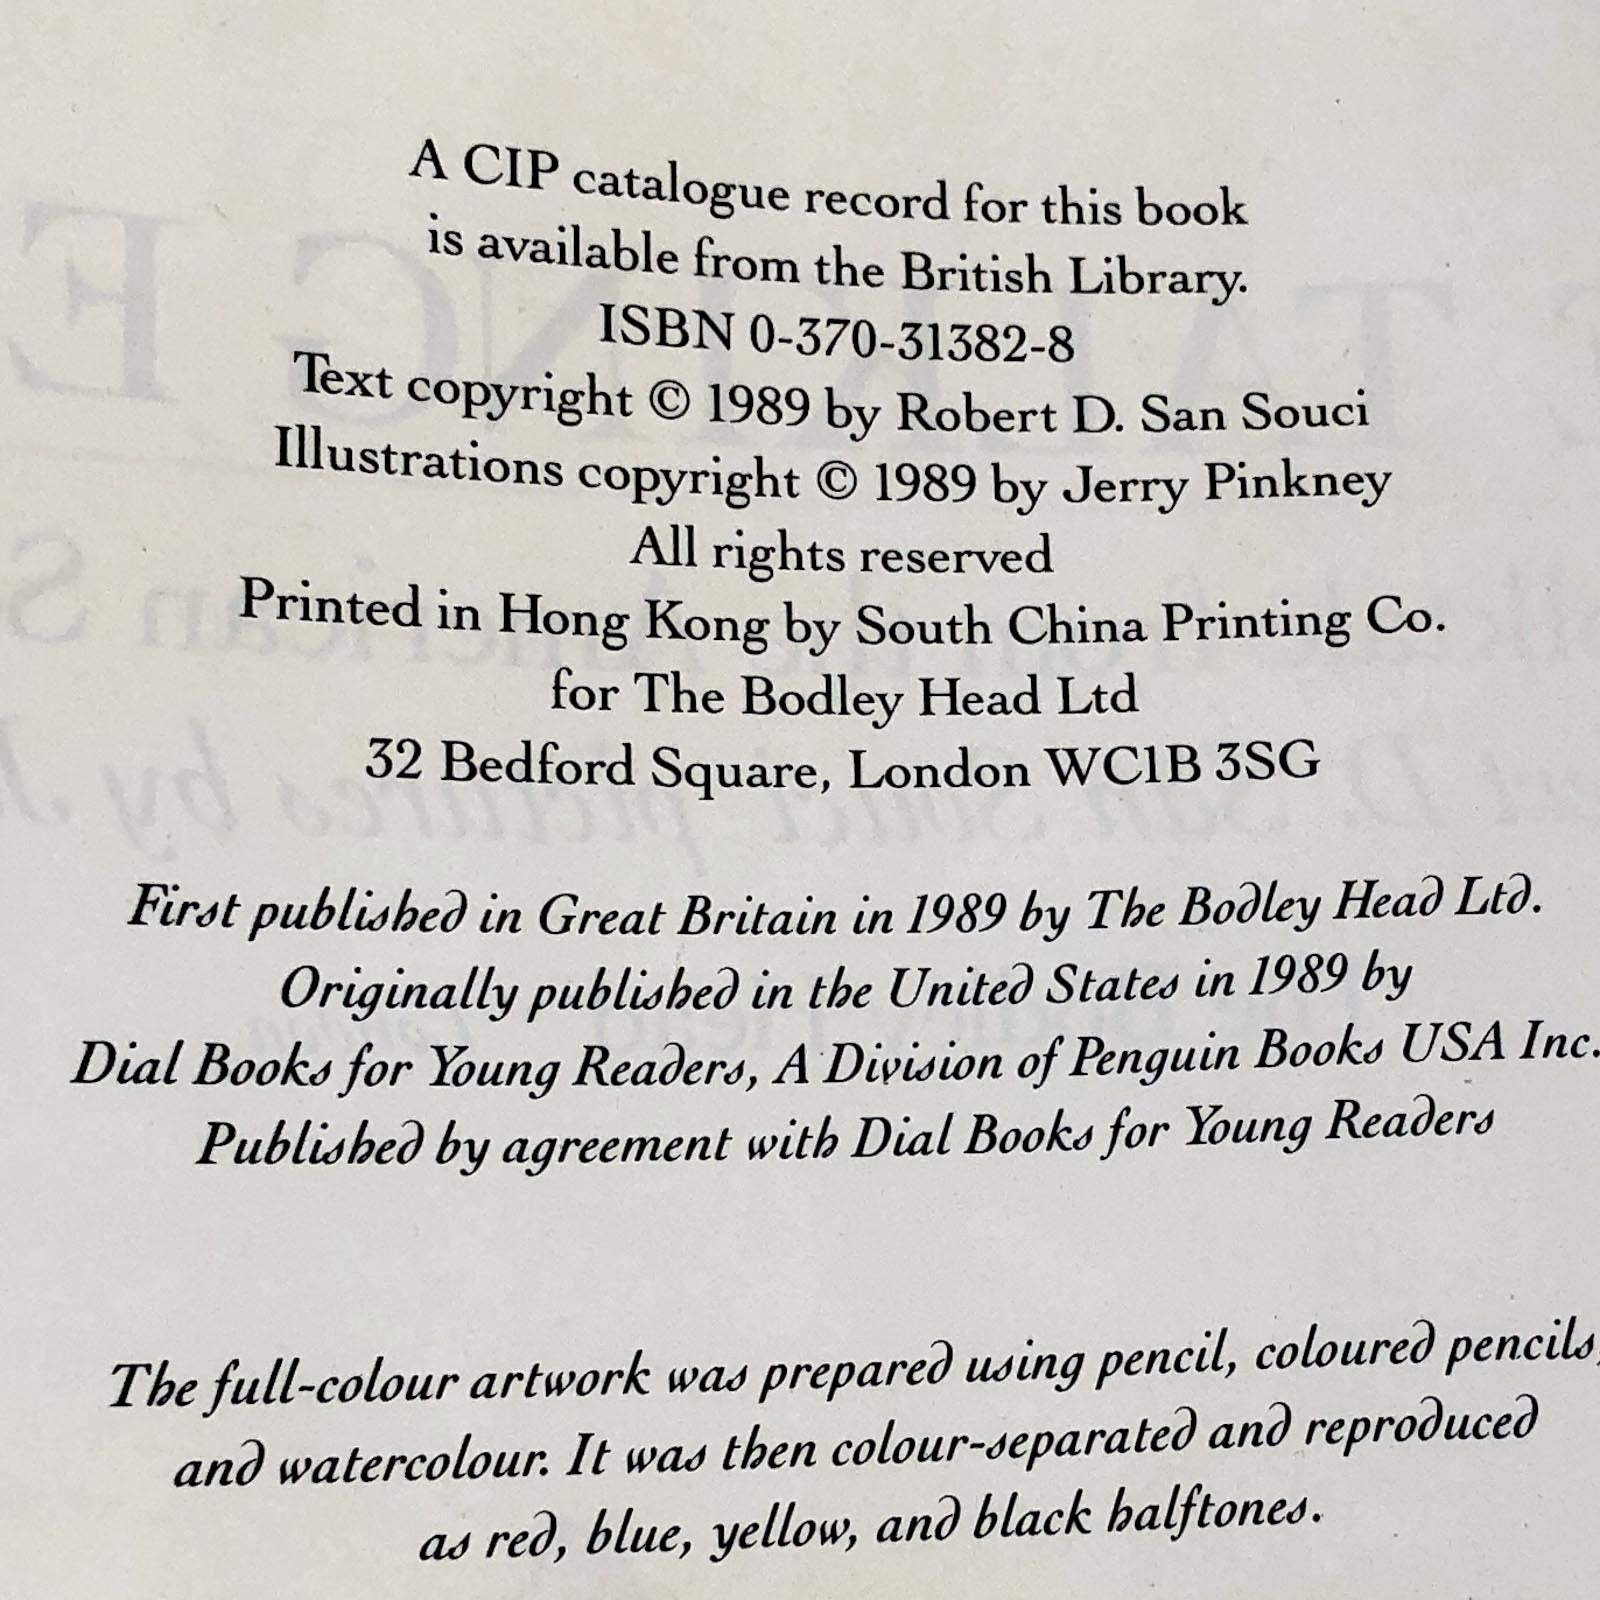 A CIP catalogue record for this book
is available from the British Library.
ISBN 0-370-31382-8
Text copyright © 1989 by Robert D. San Souci
Illustrations copyright © 1989 by Jerry Pinkney
All rights reserved
Printed in Hong Kong by South China Printing Co.
for The Bodley Head Ltd
32 Bedford Square, London WC1B 3SG
First published in Great Britain in 1989 by The Bodley Head Ltd.
Originally published in the United States in 1989 by
Dial Books for Young Readers, A Division of Penguin Books USA Inc.
Published by agreement with Dial Books for Young Readers
The full-colour artwork was prepared using pencil, coloured pencils,
and watercolour. It was then colour-separated and reproduced
as red, blue, yellow, and black halftones.